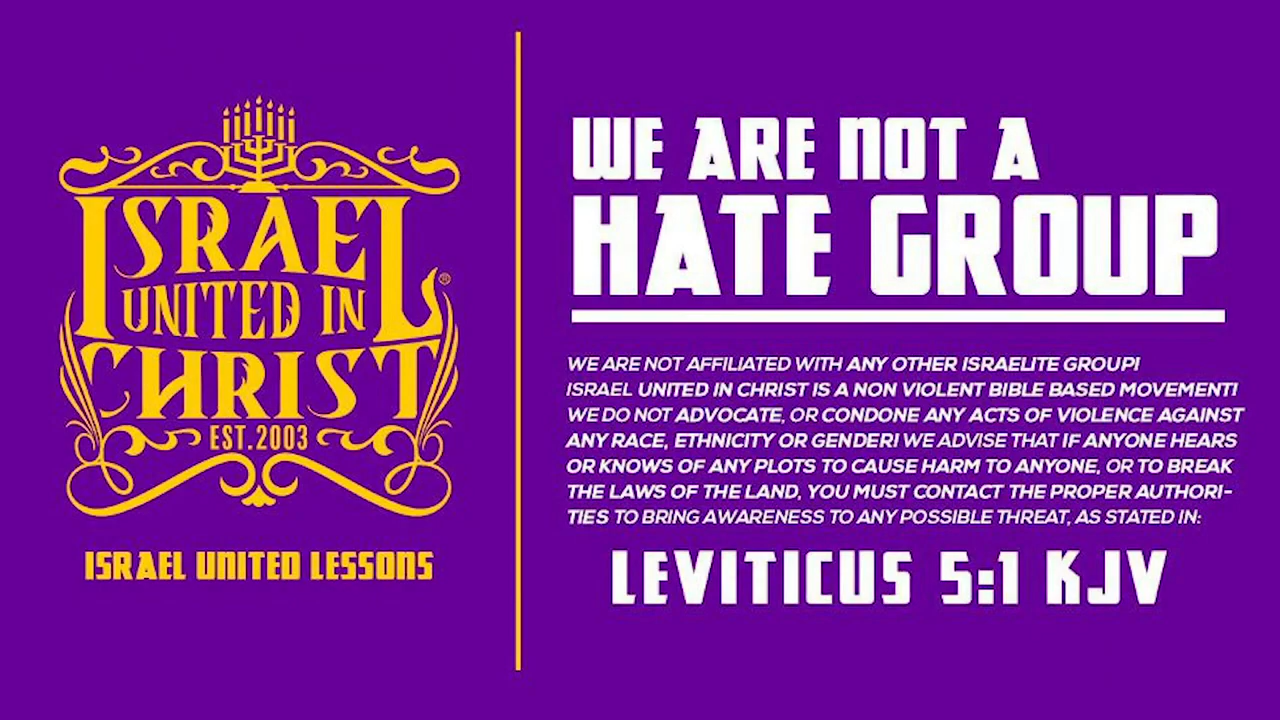 ISRAEL
UNITED IN
CHRIST
®
EST.2003
ISRAEL UNITED LESSONS
WE ARE NOT A
HATE GROUP
WE ARE NOT AFFILIATED WITH ANY OTHER ISRAELITE GROUP!
ISRAEL UNITED IN CHRIST IS A NON VIOLENT BIBLE BASED MOVEMENT!
WE DO NOT ADVOCATE, OR CONDONE ANY ACTS OF VIOLENCE AGAINST
ANY RACE, ETHNICITY OR GENDER! WE ADVISE THAT IF ANYONE HEARS
OR KNOWS OF ANY PLOTS TO CAUSE HARM TO ANYONE, OR TO BREAK
THE LAWS OF THE LAND, YOU MUST CONTACT THE PROPER AUTHORI-
TIES TO BRING AWARENESS TO ANY POSSIBLE THREAT, AS STATED IN:
LEVITICUS 5:1 KJV